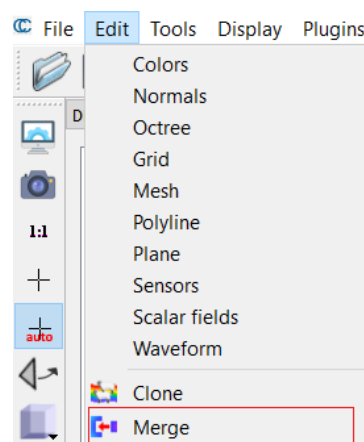 CC File Edit Tools Display Plugins
D
Colors
Normals
Octree
Grid
Mesh
Polyline
1:1
Plane
Sensors
Scalar fields
auto
Waveform
Clone
Merge